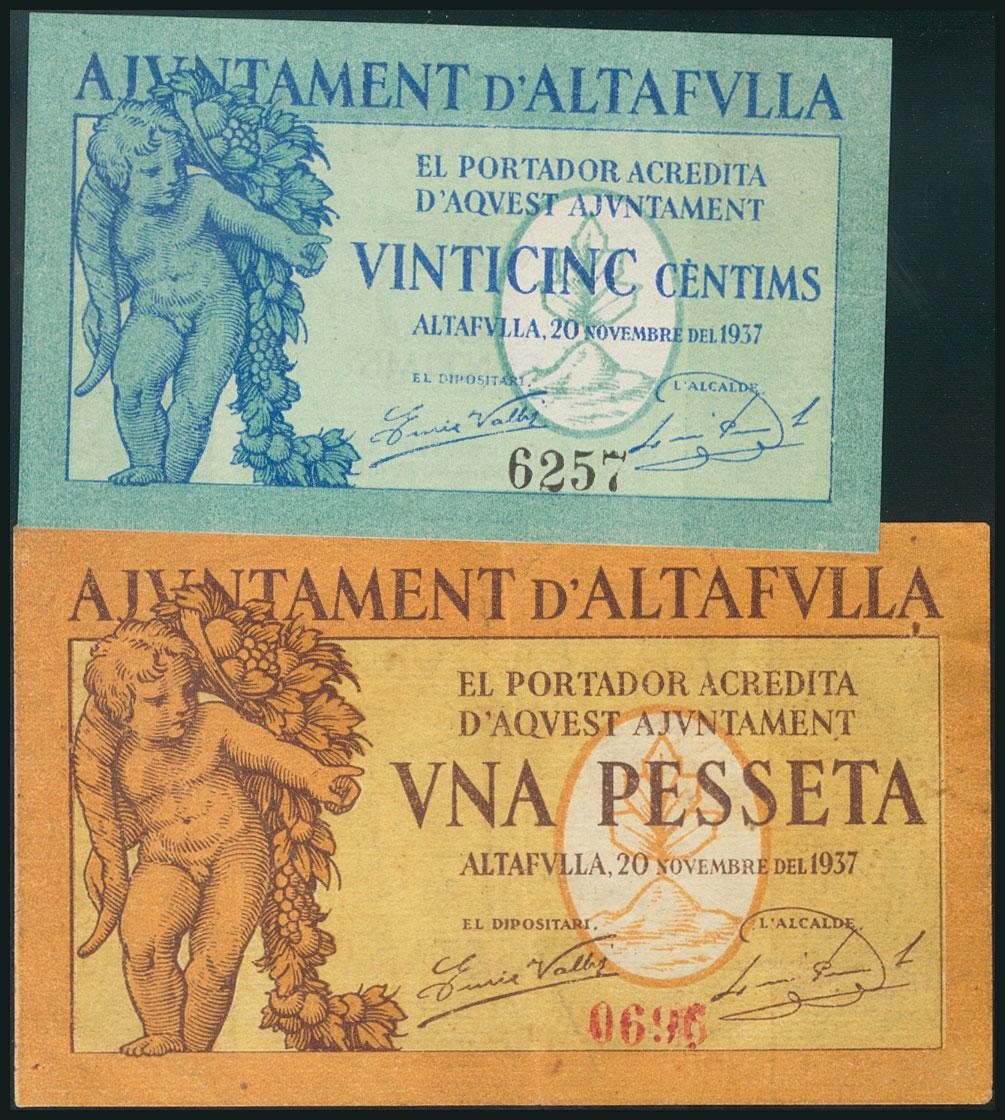 AJVNTAMENT D'ALTAFVLLA
EL PORTADOR ACREDITA
D'AQVEST AJVNTAMENT
VINTICINC CÈNTIMS
ALTAFVLLA, 20 NOVEMBRE DEL 1937
EL DIPOSITARI, L'ALCALDE,
6257
AJVNTAMENT D'ALTAFVLLA
EL PORTADOR ACREDITA
D'AQVEST AJVNTAMENT
VNA PESSETA
ALTAFVLLA, 20 NOVEMBRE DEL 1937
EL DIPOSITARI, L'ALCALDE,
0696